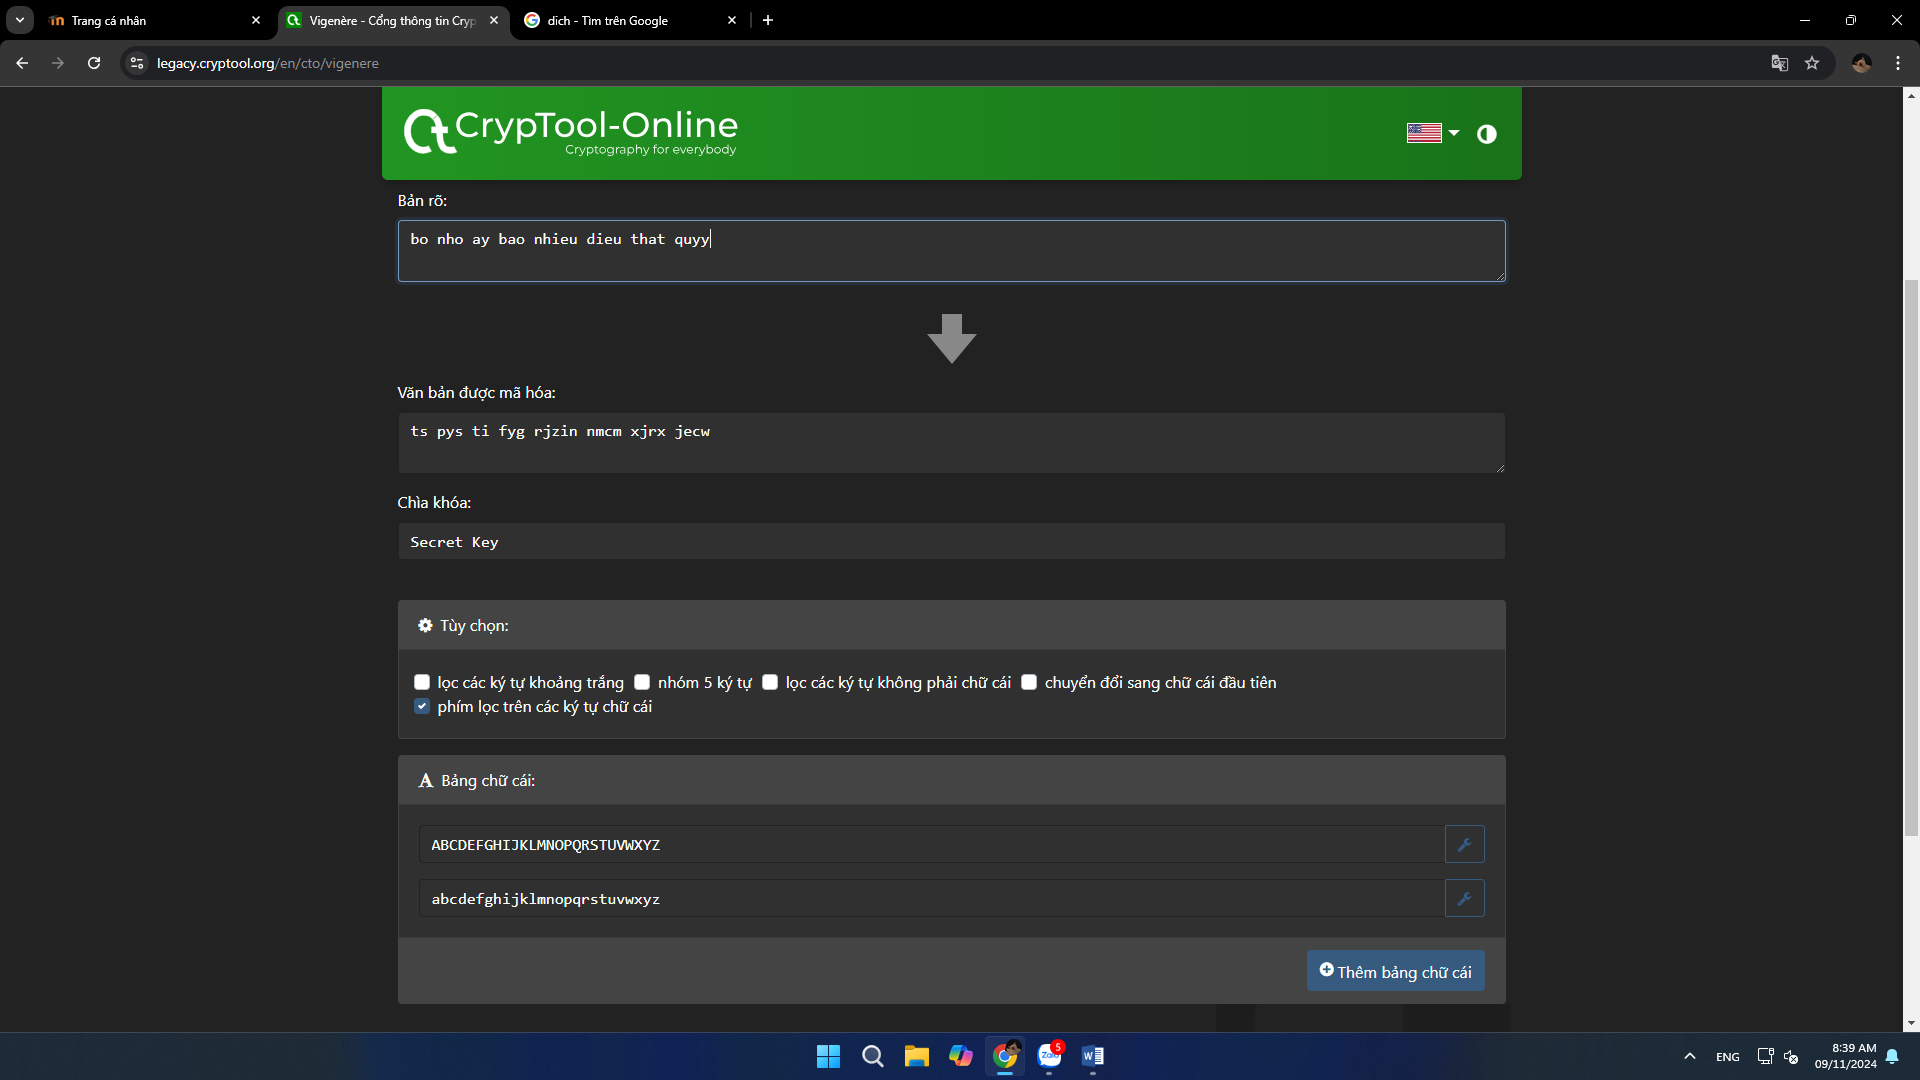 Trang cá nhân
Vigenère - Cổng thông tin Cryp
dich - Tìm trên Google
legacy.cryptool.org/en/cto/vigenere
CrypTool-Online
Cryptography for everybody
Bản rõ:
bo nho ay bao nhieu dieu that quyy
Văn bản được mã hóa:
ts pys ti fyg rjzin nmcm xjrx jecw
Chìa khóa:
Secret Key
Tùy chọn:
lọc các ký tự khoảng trắng nhóm 5 ký tự lọc các ký tự không phải chữ cái chuyển đổi sang chữ cái đầu tiên
phím lọc trên các ký tự chữ cái
A Bảng chữ cái:
ABCDEFGHIJKLMNOPQRSTUVWXYZ
abcdefghijklmnopqrstuvwxyz
Thêm bảng chữ cái
Zalo 5
ENG
8:39 AM
09/11/2024